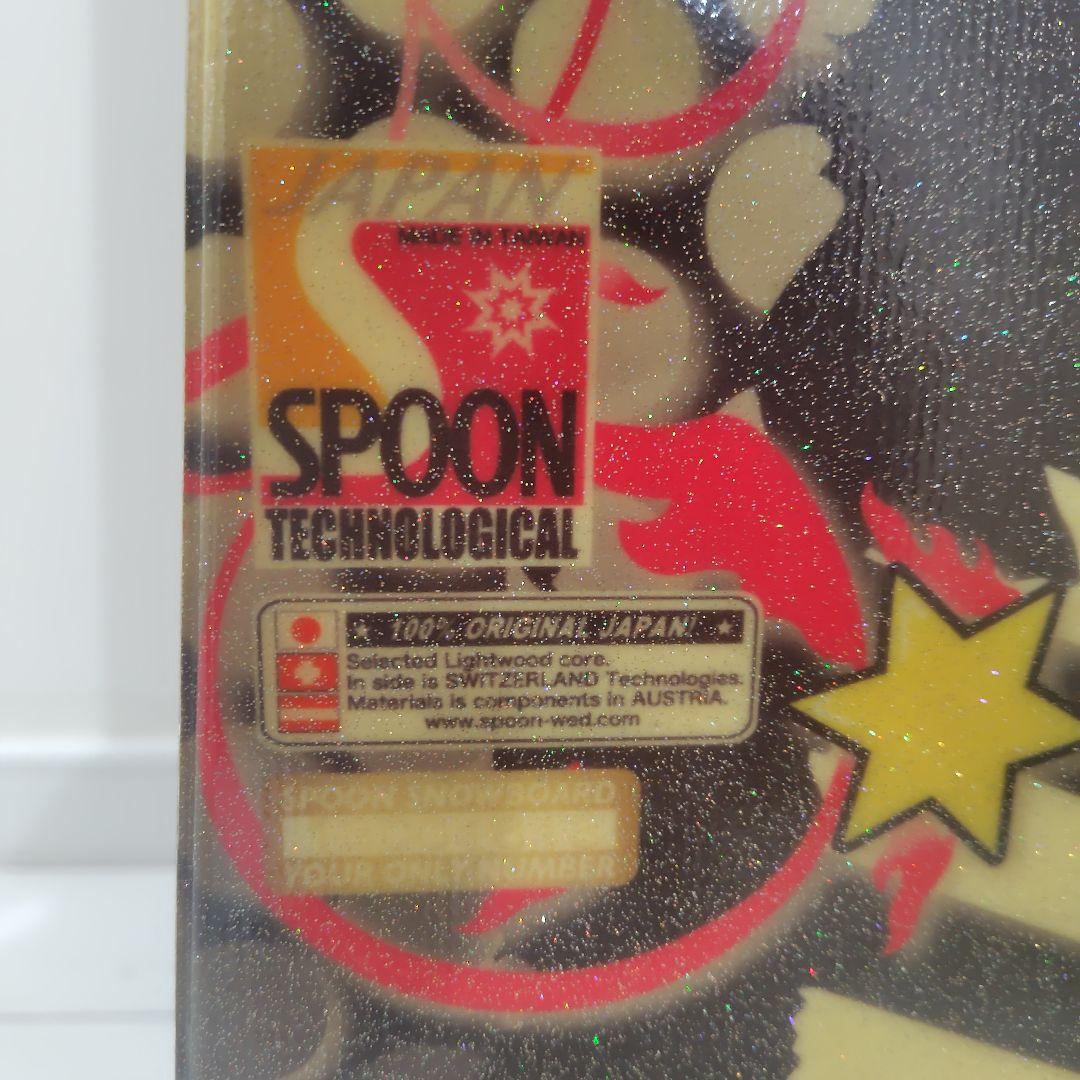 JAPAN
MADE IN TAIWAN
SPOON
TECHNOLOGICAL
100% ORIGINAL JAPAN!
Selected Lightwood core.
In side is SWITZERLAND Technologies.
Materials is components in AUSTRIA.
www.spoon-wed.com
SPOON SNOWBOARD
YOUR ONLY NUMBER